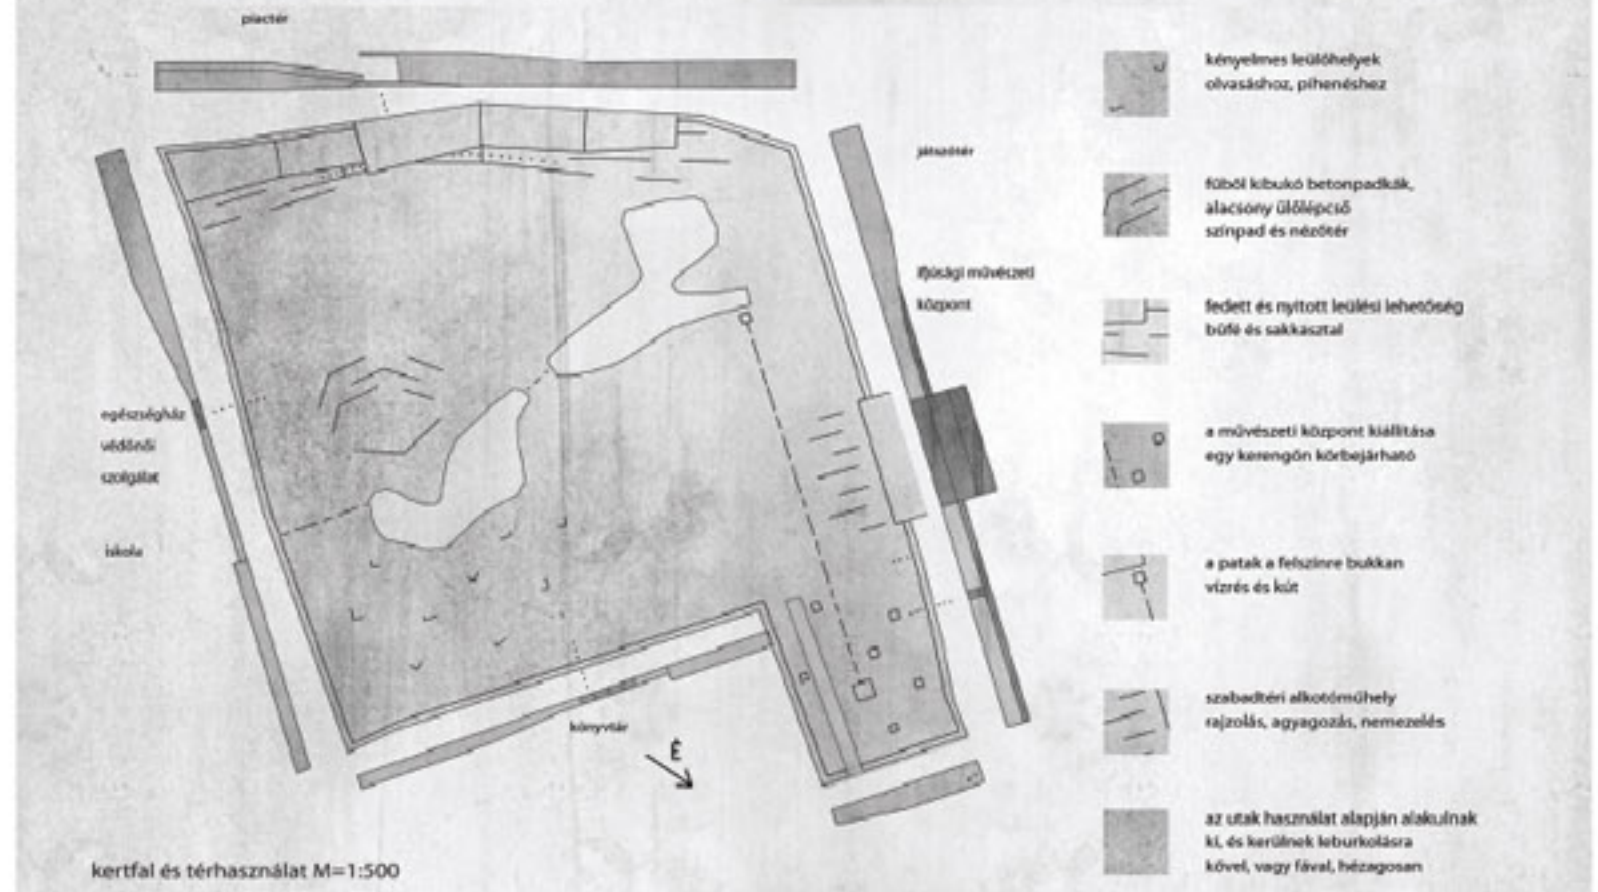 piactér
játszótér
ifjúsági művészeti
központ
egészségház
védőnői
szolgálat
iskola
könyvtár
É
kertfal és térhasználat M=1:500
kényelmes leülőhelyek
olvasáshoz, pihenéshez
fűből kibukó betonpadkák,
alacsony ülőlépcső
színpad és nézőtér
fedett és nyitott leülési lehetőség
büfé és sakkasztal
a művészeti központ kiállítása
egy kerengőn körbejárható
a patak a felszínre bukkan
vízrés és kút
szabadtéri alkotóműhely
rajzolás, agyagozás, nemezelés
az utak használat alapján alakulnak
ki, és kerülnek leburkolásra
kővel, vagy fával, hézagosan